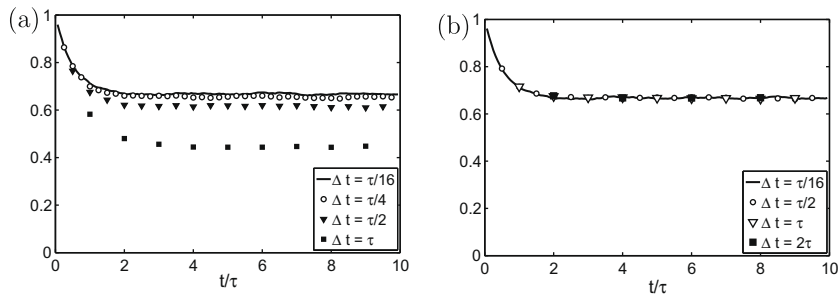 (a)
1
0.8
0.6
0.4
0.2
0
0 2 4 6 8 10
t/τ
Δ t = τ/16
Δ t = τ/4
Δ t = τ/2
Δ t = τ
(b)
1
0.8
0.6
0.4
0.2
0
0 2 4 6 8 10
t/τ
Δ t = τ/16
Δ t = τ/2
Δ t = τ
Δ t = 2τ